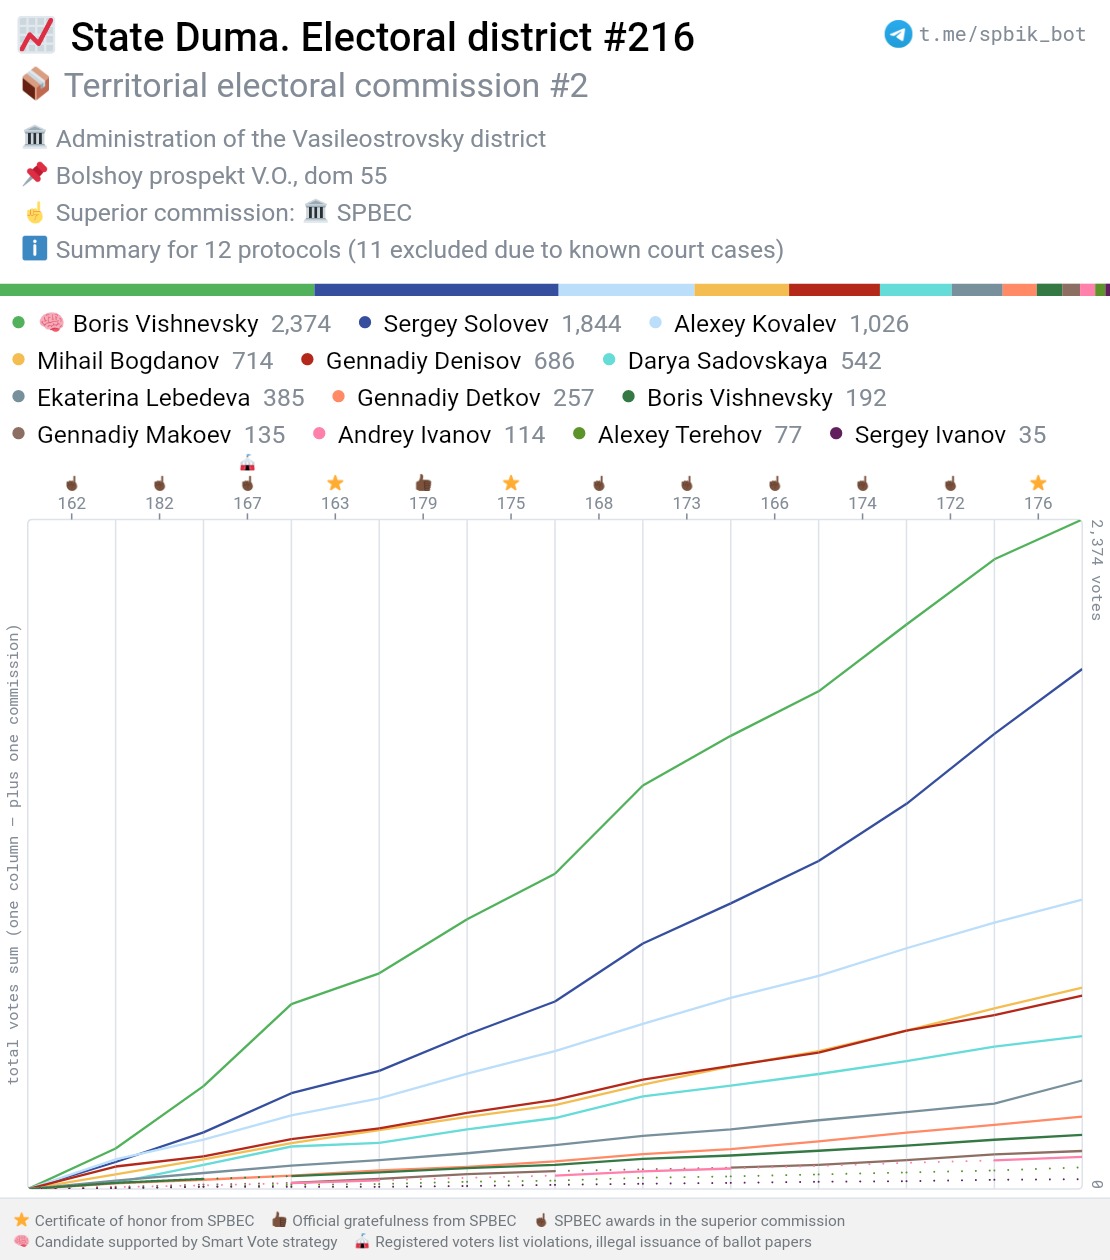 State Duma. Electoral district #216
t.me/spbik_bot
Territorial electoral commission #2
Administration of the Vasileostrovsky district
Bolshoy prospekt V.O., dom 55
Superior commission: SPBEC
Summary for 12 protocols (11 excluded due to known court cases)
Boris Vishnevsky 2,374 Sergey Solovev 1,844 Alexey Kovalev 1,026
Mihail Bogdanov 714 Gennadiy Denisov 686 Darya Sadovskaya 542
Ekaterina Lebedeva 385 Gennadiy Detkov 257 Boris Vishnevsky 192
Gennadiy Makoev 135 Andrey Ivanov 114 Alexey Terehov 77 Sergey Ivanov 35
162 182 167 163 179 175 168 173 166 174 172 176
2,374 votes
total votes sum (one column – plus one commission)
0
Certificate of honor from SPBEC Official gratefulness from SPBEC SPBEC awards in the superior commission
Candidate supported by Smart Vote strategy Registered voters list violations, illegal issuance of ballot papers